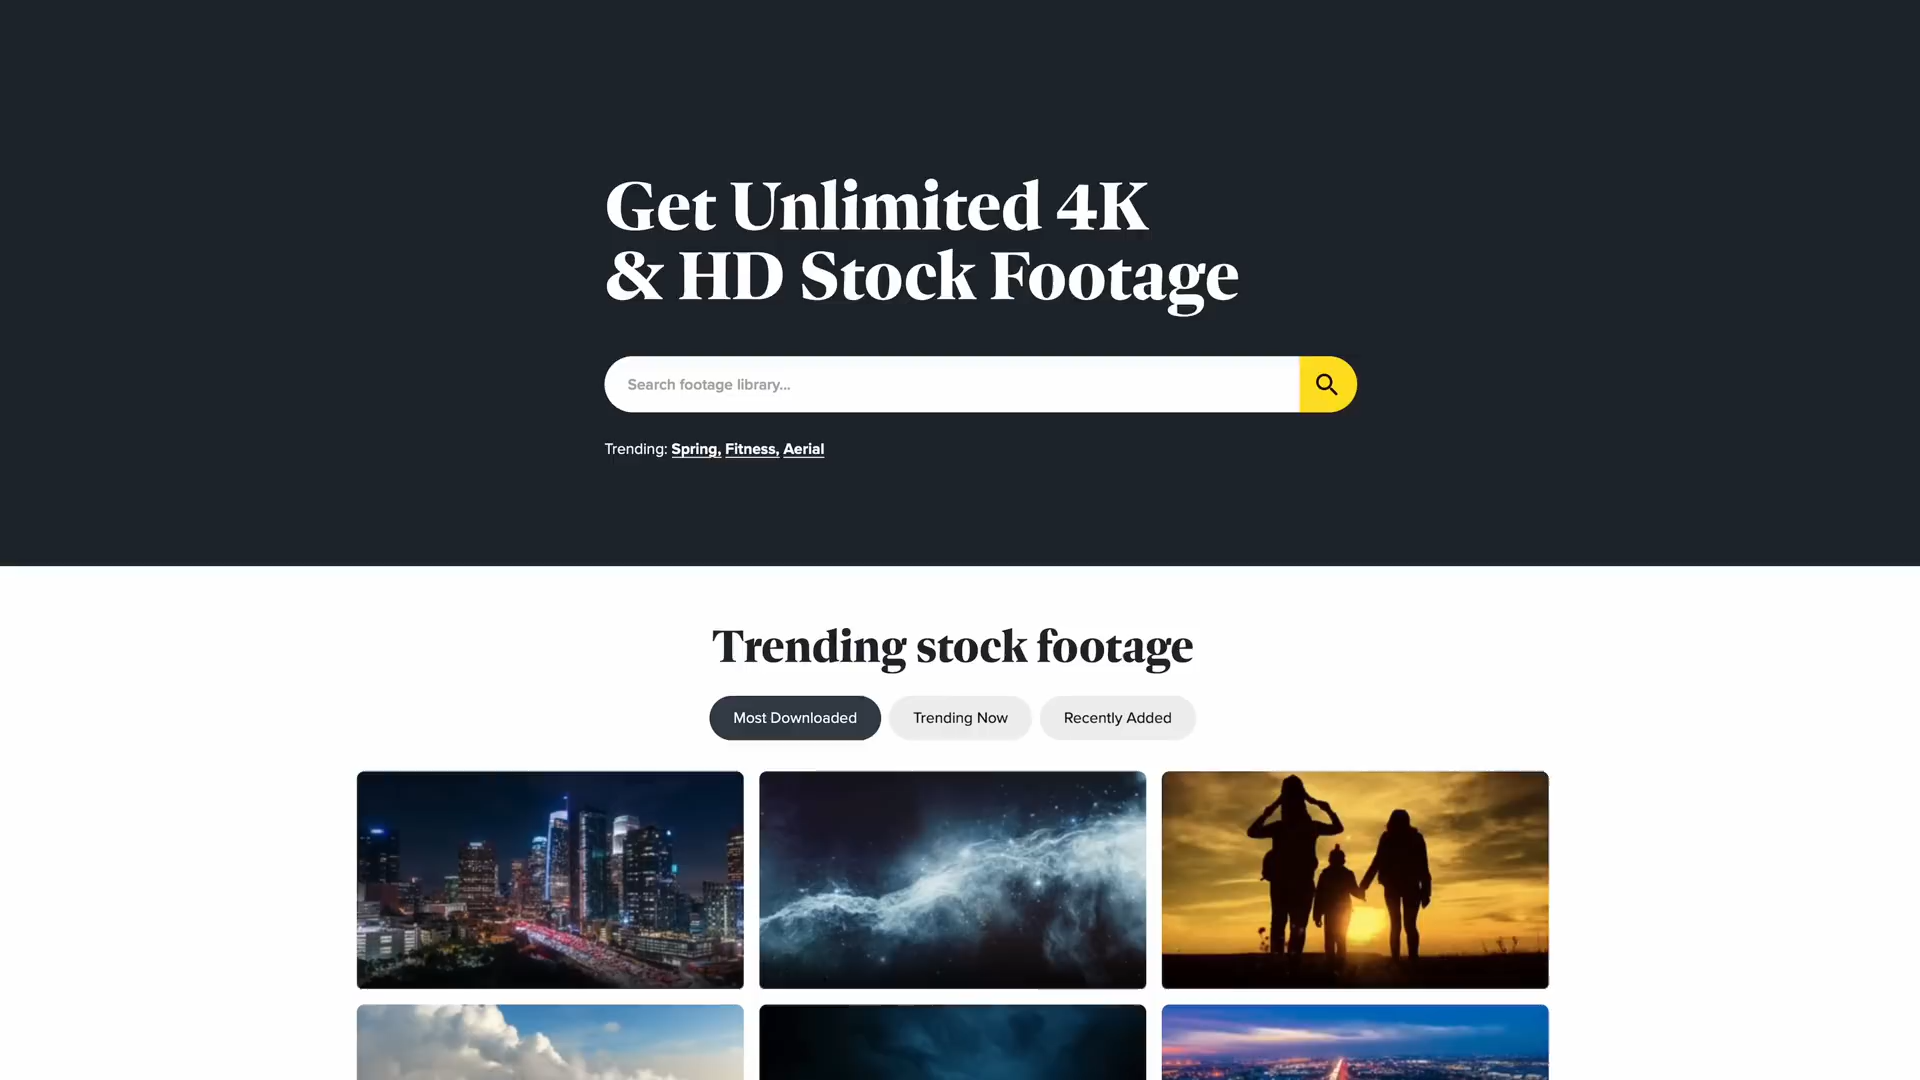 Get Unlimited 4K
& HD Stock Footage
Search footage library...
Trending: Spring, Fitness, Aerial
Trending stock footage
Most Downloaded
Trending Now
Recently Added